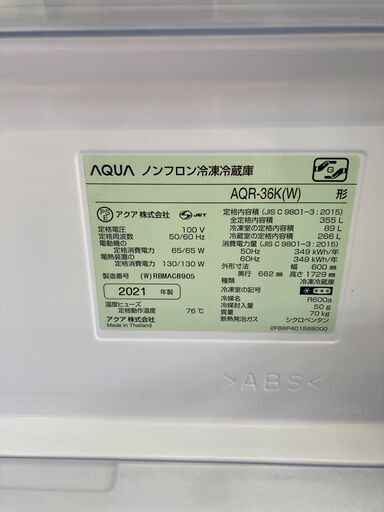 AQUA ノンフロン冷凍冷蔵庫
AQR-36K(W) 形
PSE アクア株式会社 JET
定格電圧 100 V
定格周波数 50/60 Hz
電動機の
定格消費電力 65/65 W
電熱装置の
定格消費電力 130/130 W
製造番号 (W)RBMAC8905
2021 年製
温度ヒューズ
定格動作温度 76℃
アクア株式会社
Made in Thailand
定格内容積 (JIS C 9801-3:2015)
全定格内容積 355 L
冷凍室の定格内容積 89 L
冷蔵室の定格内容積 266 L
消費電力量 (JIS C 9801-3:2015)
50Hz 349 kWh/年
60Hz 349 kWh/年
外形寸法 幅 600 mm
奥行 662 mm 高さ 1729 mm
種類 冷凍冷蔵庫
冷凍室の記号
冷媒名 R600a
冷媒封入量 50 g
質量 70 kg
断熱発泡ガス シクロペンタン
2FB6P401568000
>ABS<